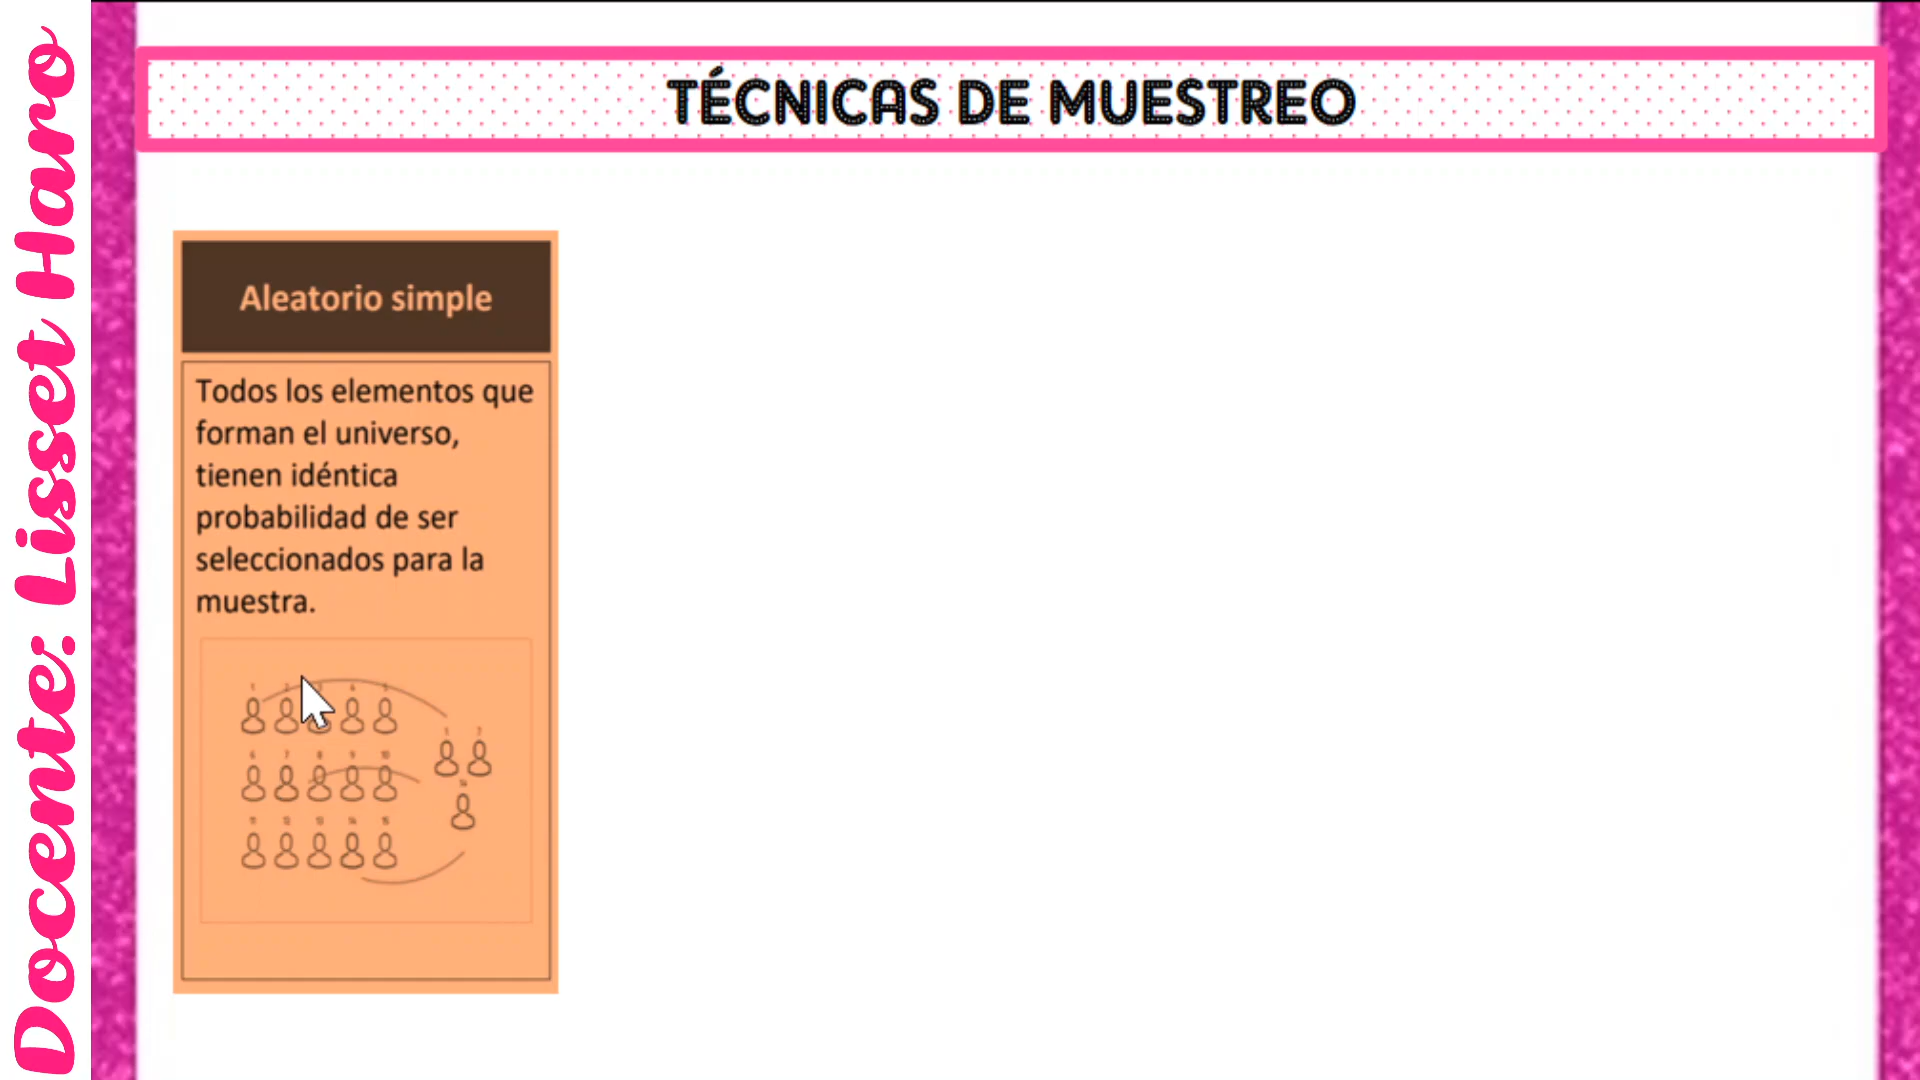 Docente: Lisset Haro
TÉCNICAS DE MUESTREO
Aleatorio simple
Todos los elementos que
forman el universo,
tienen idéntica
probabilidad de ser
seleccionados para la
muestra.